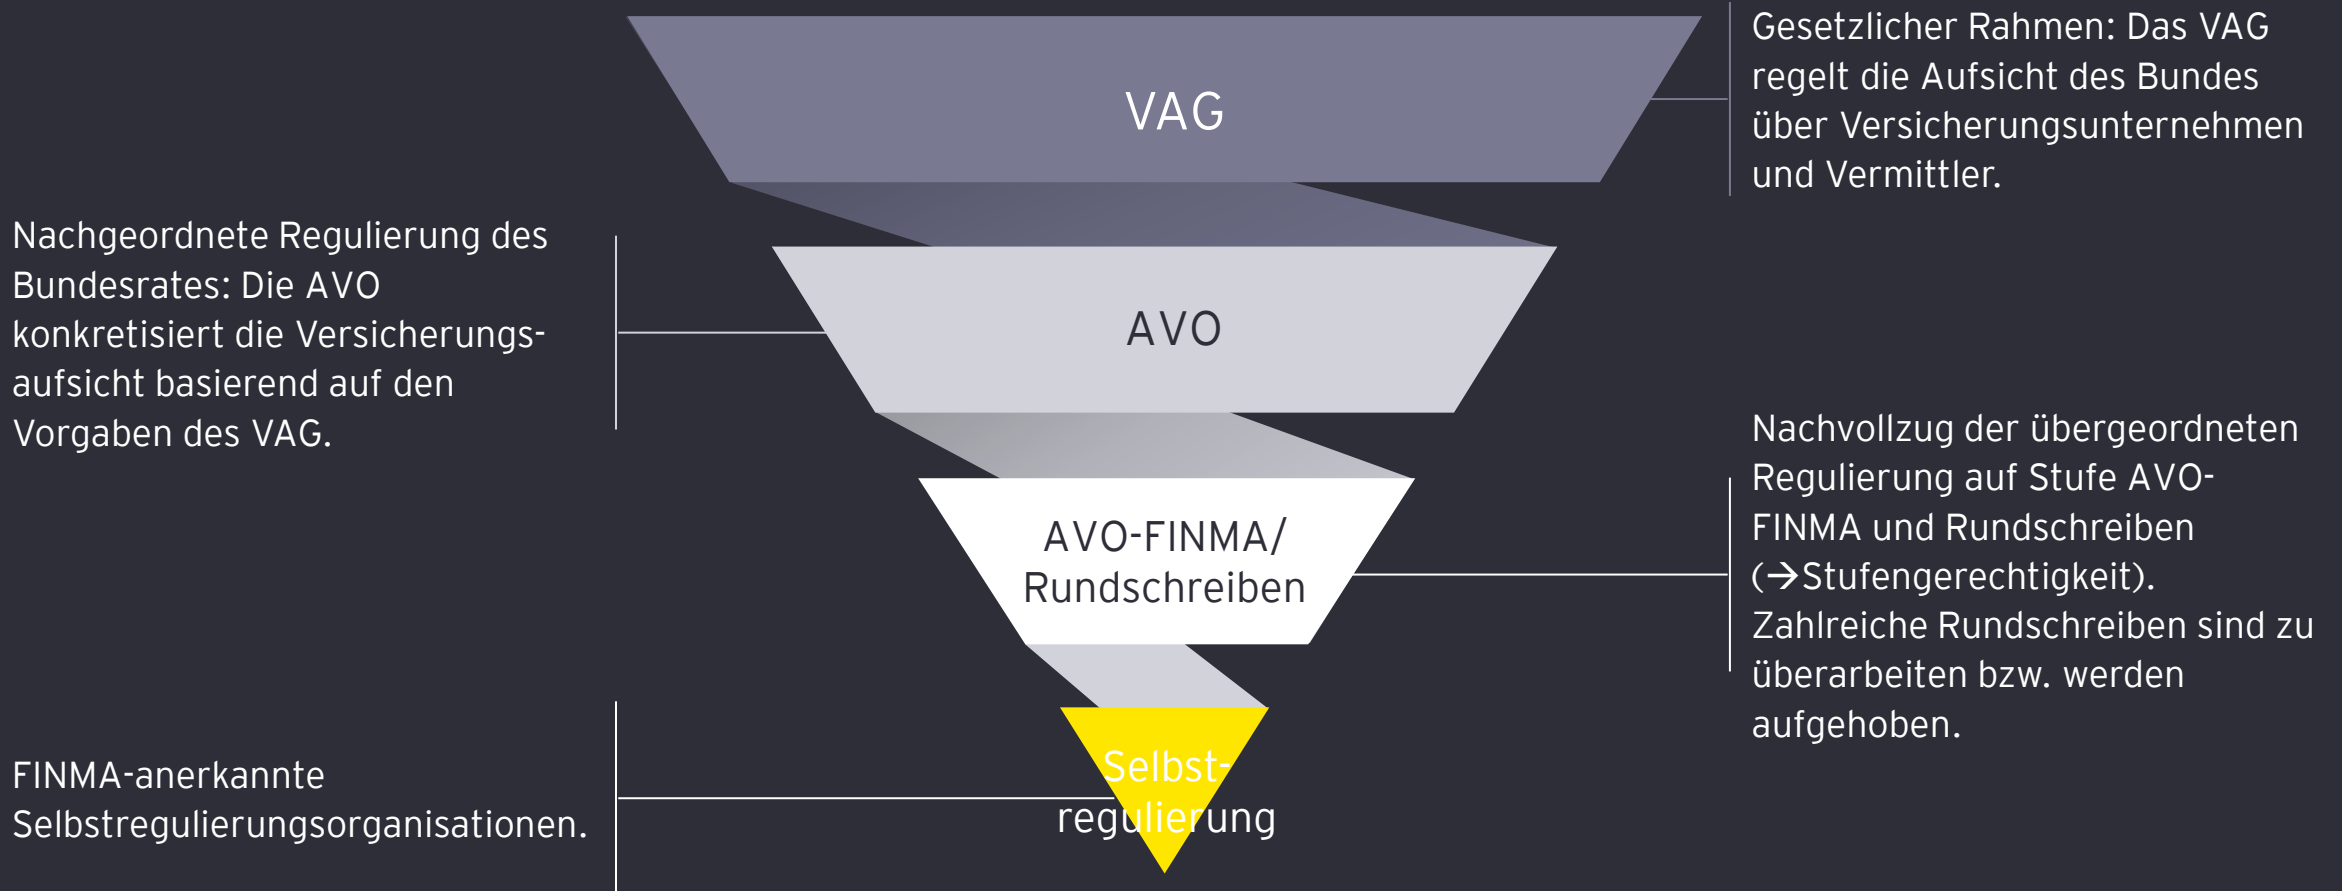 VAG
Gesetzlicher Rahmen: Das VAG
regelt die Aufsicht des Bundes
über Versicherungsunternehmen
und Vermittler.
Nachgeordnete Regulierung des
Bundesrates: Die AVO
konkretisiert die Versicherungs-
aufsicht basierend auf den
Vorgaben des VAG.
AVO
AVO-FINMA/
Rundschreiben
Nachvollzug der übergeordneten
Regulierung auf Stufe AVO-
FINMA und Rundschreiben
(→Stufengerechtigkeit).
Zahlreiche Rundschreiben sind zu
überarbeiten bzw. werden
aufgehoben.
FINMA-anerkannte
Selbstregulierungsorganisationen.
Selbst-
regulierung